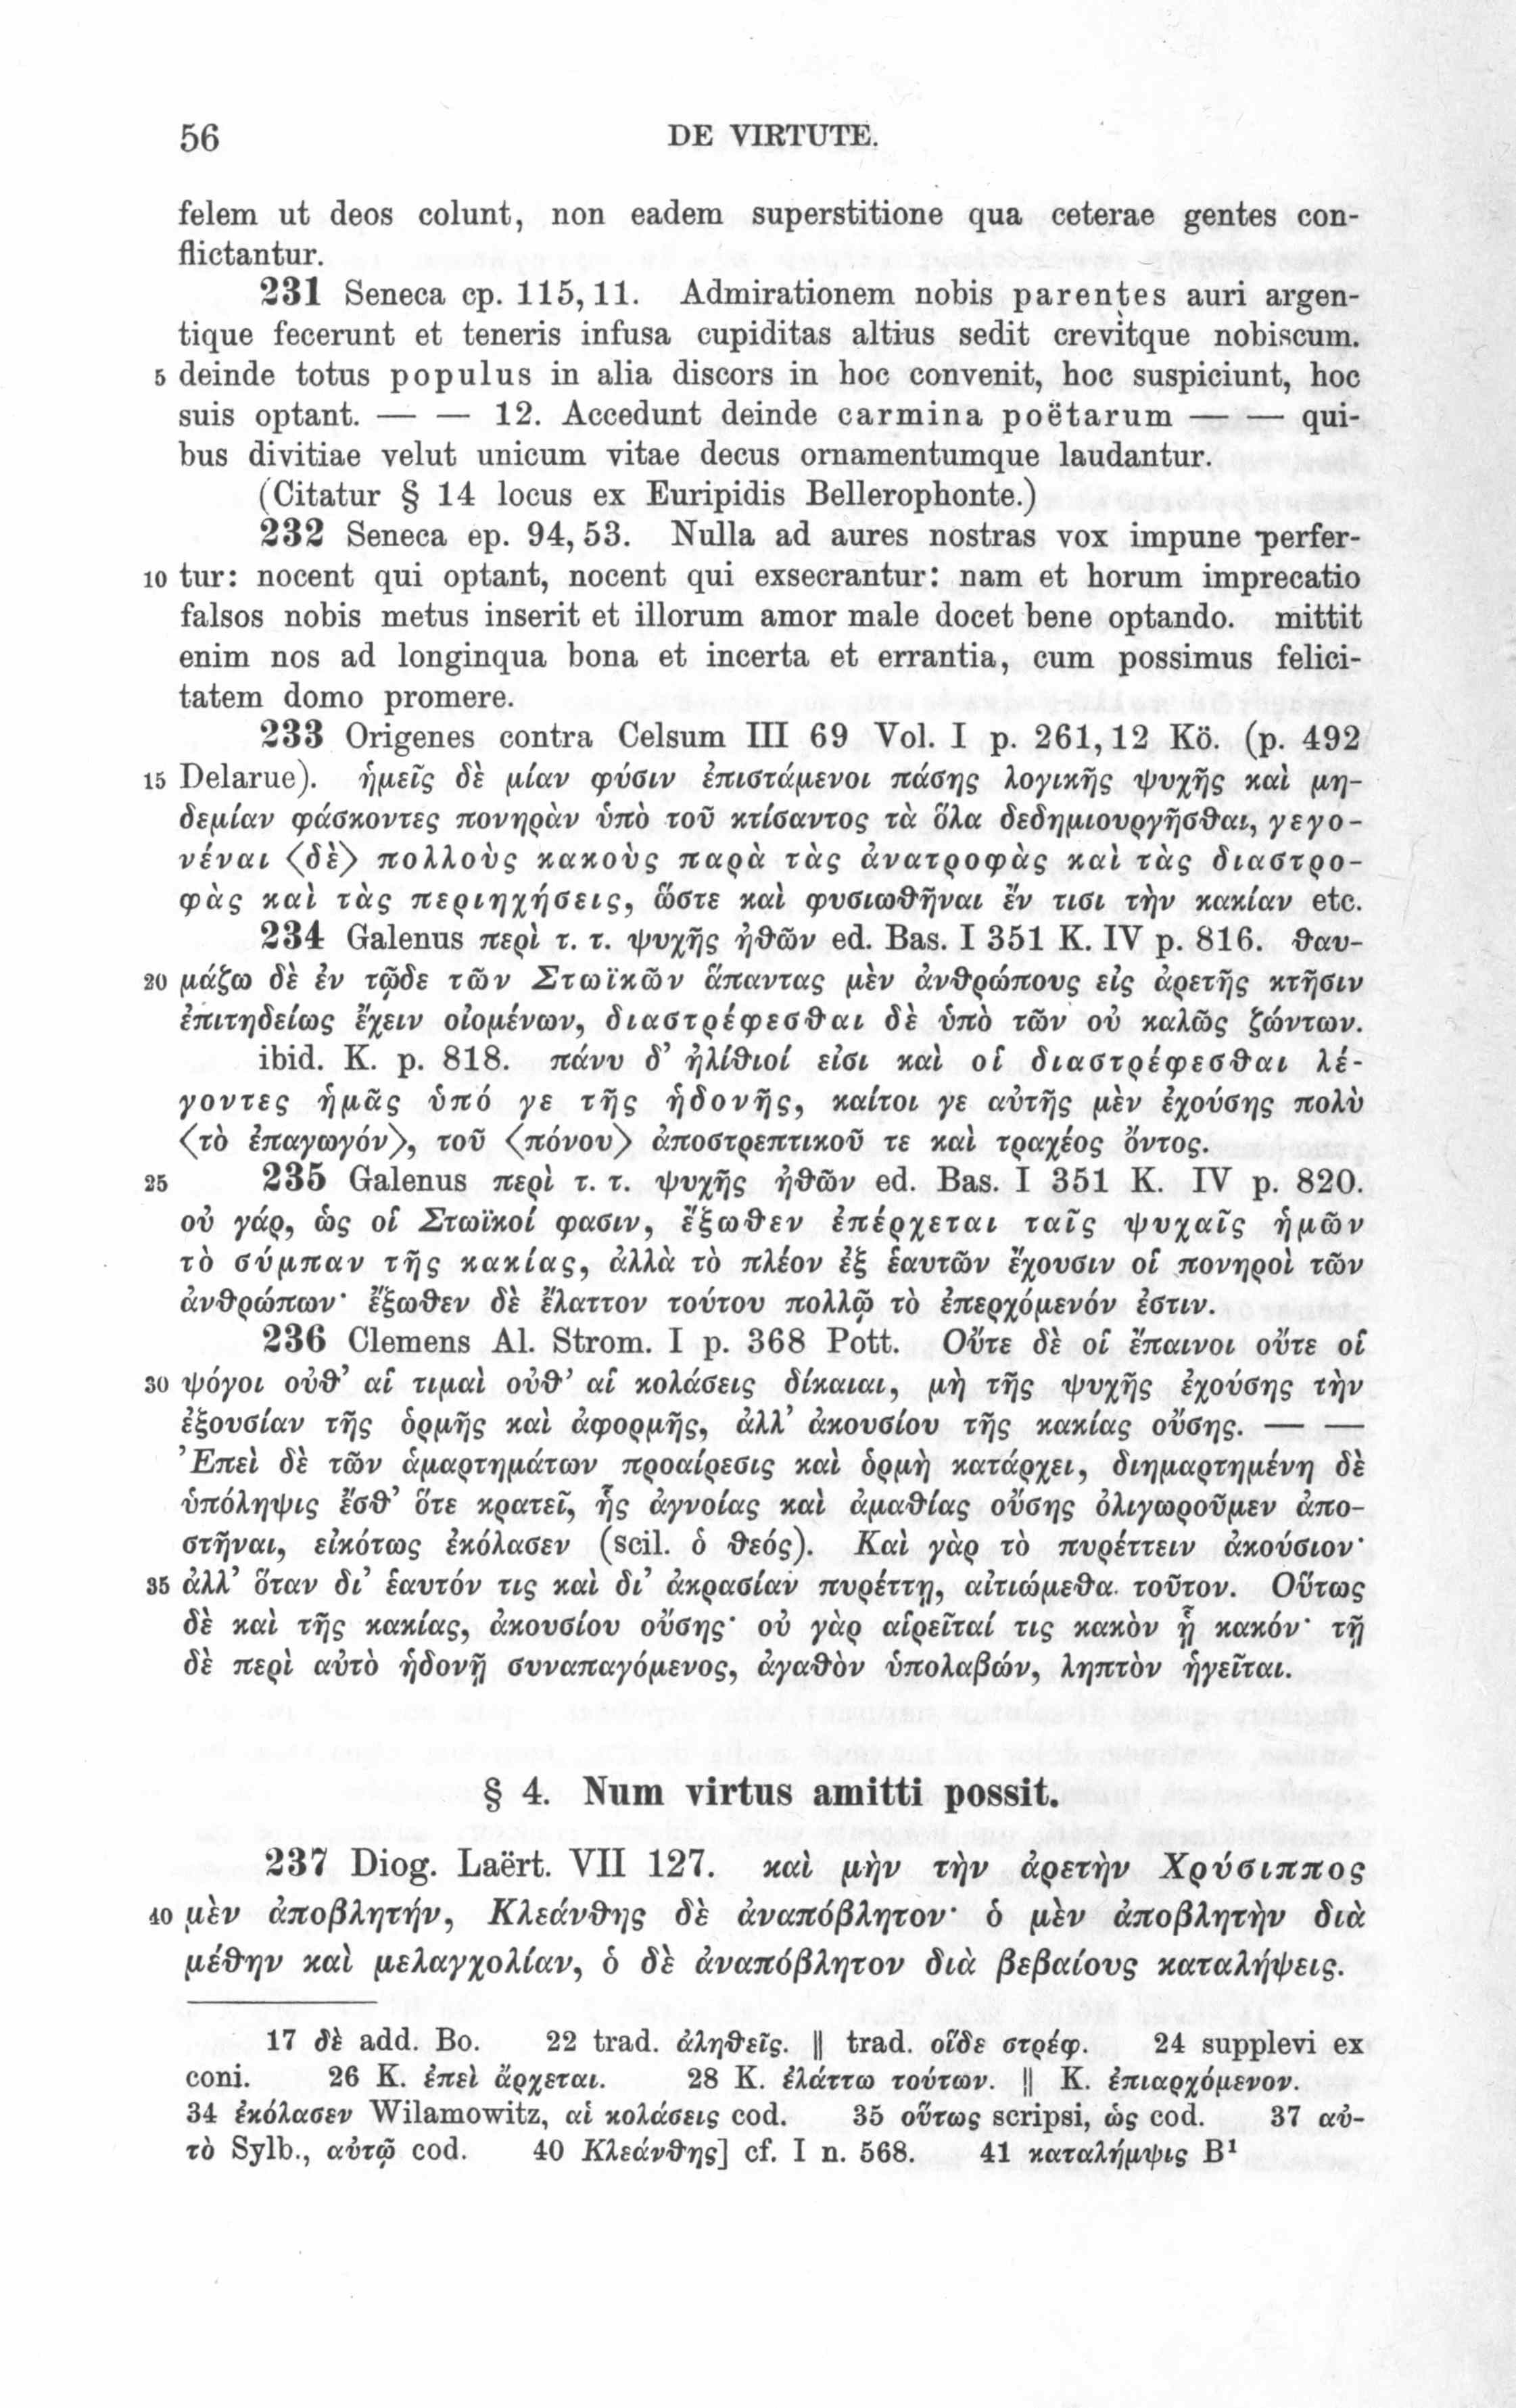 56 DE VIRTUTE.
felem ut deos colunt, non eadem superstitione qua ceterae gentes con-
flictantur.
231 Seneca ep. 115, 11. Admirationem nobis parentes auri argen-
tique fecerunt et teneris infusa cupiditas altius sedit crevitque nobiscum.
5 deinde totus populus in alia discors in hoc convenit, hoc suspiciunt, hoc
suis optant. — — 12. Accedunt deinde carmina poëtarum — — qui-
bus divitiae velut unicum vitae decus ornamentumque laudantur.
(Citatur § 14 locus ex Euripidis Bellerophonte.)
232 Seneca ep. 94, 53. Nulla ad aures nostras vox impune perfer-
10 tur: nocent qui optant, nocent qui exsecrantur: nam et horum imprecatio
falsos nobis metus inserit et illorum amor male docet bene optando. mittit
enim nos ad longinqua bona et incerta et errantia, cum possimus felici-
tatem domo promere.
233 Origenes contra Celsum III 69 Vol. I p. 261, 12 Kö. (p. 492
15 Delarue). ἡμεῖς δὲ μίαν φύσιν ἐπιστάμενοι πάσης λογικῆς ψυχῆς καὶ μη-
δεμίαν φάσκοντες πονηρὰν ὑπὸ τοῦ κτίσαντος τὰ ὅλα δεδημιουργῆσθαι, γεγο-
νέναι ⟨δὲ⟩ πολλοὺς κακοὺς παρὰ τὰς ἀνατροφὰς καὶ τὰς διαστρο-
φὰς καὶ τὰς περιηχήσεις, ὥστε καὶ φυσιωθῆναι ἔν τισι τὴν κακίαν etc.
234 Galenus περὶ τ. τ. ψυχῆς ἠθῶν ed. Bas. I 351 K. IV p. 816. θαυ-
20 μάζω δὲ ἐν τῷδε τῶν Στωϊκῶν ἅπαντας μὲν ἀνθρώπους εἰς ἀρετῆς κτῆσιν
ἐπιτηδείως ἔχειν οἰομένων, διαστρέφεσθαι δὲ ὑπὸ τῶν οὐ καλῶς ζώντων.
ibid. K. p. 818. πάνυ δ’ ἠλίθιοί εἰσι καὶ οἱ διαστρέφεσθαι λέ-
γοντες ἡμᾶς ὑπό γε τῆς ἡδονῆς, καίτοι γε αὐτῆς μὲν ἐχούσης πολὺ
⟨τὸ ἐπαγωγόν⟩, τοῦ ⟨πόνου⟩ ἀποστρεπτικοῦ τε καὶ τραχέος ὄντος.
25 235 Galenus περὶ τ. τ. ψυχῆς ἠθῶν ed. Bas. I 351 K. IV p. 820.
οὐ γάρ, ὡς οἱ Στωϊκοί φασιν, ἔξωθεν ἐπέρχεται ταῖς ψυχαῖς ἡμῶν
τὸ σύμπαν τῆς κακίας, ἀλλὰ τὸ πλέον ἐξ ἑαυτῶν ἔχουσιν οἱ πονηροὶ τῶν
ἀνθρώπων· ἔξωθεν δὲ ἔλαττον τούτου πολλῷ τὸ ἐπερχόμενόν ἐστιν.
236 Clemens Al. Strom. I p. 368 Pott. Οὔτε δὲ οἱ ἔπαινοι οὔτε οἱ
30 ψόγοι οὔθ’ αἱ τιμαὶ οὔθ’ αἱ κολάσεις δίκαιαι, μὴ τῆς ψυχῆς ἐχούσης τὴν
ἐξουσίαν τῆς ὁρμῆς καὶ ἀφορμῆς, ἀλλ’ ἀκουσίου τῆς κακίας οὔσης. — —
Ἐπεὶ δὲ τῶν ἁμαρτημάτων προαίρεσις καὶ ὁρμὴ κατάρχει, διημαρτημένη δὲ
ὑπόληψις ἔσθ’ ὅτε κρατεῖ, ἧς ἀγνοίας καὶ ἀμαθίας οὔσης ὀλιγωροῦμεν ἀπο-
στῆναι, εἰκότως ἐκόλασεν (scil. ὁ θεός). Καὶ γὰρ τὸ πυρέττειν ἀκούσιον·
35 ἀλλ’ ὅταν δι’ ἑαυτόν τις καὶ δι’ ἀκρασίαν πυρέττῃ, αἰτιώμεθα τοῦτον. Οὕτως
δὲ καὶ τῆς κακίας, ἀκουσίου οὔσης· οὐ γὰρ αἱρεῖταί τις κακὸν ᾗ κακόν· τῇ
δὲ περὶ αὐτὸ ἡδονῇ συναπαγόμενος, ἀγαθὸν ὑπολαβών, ληπτὸν ἡγεῖται.
§ 4. Num virtus amitti possit.
237 Diog. Laërt. VII 127. καὶ μὴν τὴν ἀρετὴν Χρύσιππος
40 μὲν ἀποβλητήν, Κλεάνθης δὲ ἀναπόβλητον· ὁ μὲν ἀποβλητὴν διὰ
μέθην καὶ μελαγχολίαν, ὁ δὲ ἀναπόβλητον διὰ βεβαίους καταλήψεις.
17 δὲ add. Bo. 22 trad. ἀληθεῖς. || trad. οἵδε στρέφ. 24 supplevi ex
coni. 26 K. ἐπεὶ ἄρχεται. 28 K. ἐλάττω τούτων. || K. ἐπιαρχόμενον.
34 ἐκόλασεν Wilamowitz, αἱ κολάσεις cod. 35 οὕτως scripsi, ὡς cod. 37 αὐ-
τὸ Sylb., αὐτῷ cod. 40 Κλεάνθης] cf. I n. 568. 41 καταλήμψις B¹